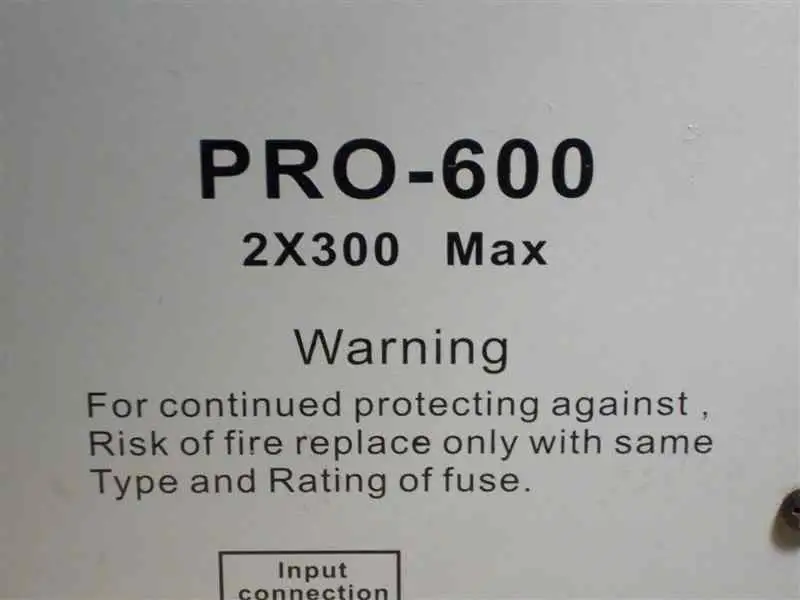 PRO-600
2X300 Max
Warning
For continued protecting against ,
Risk of fire replace only with same
Type and Rating of fuse.
Input
connection